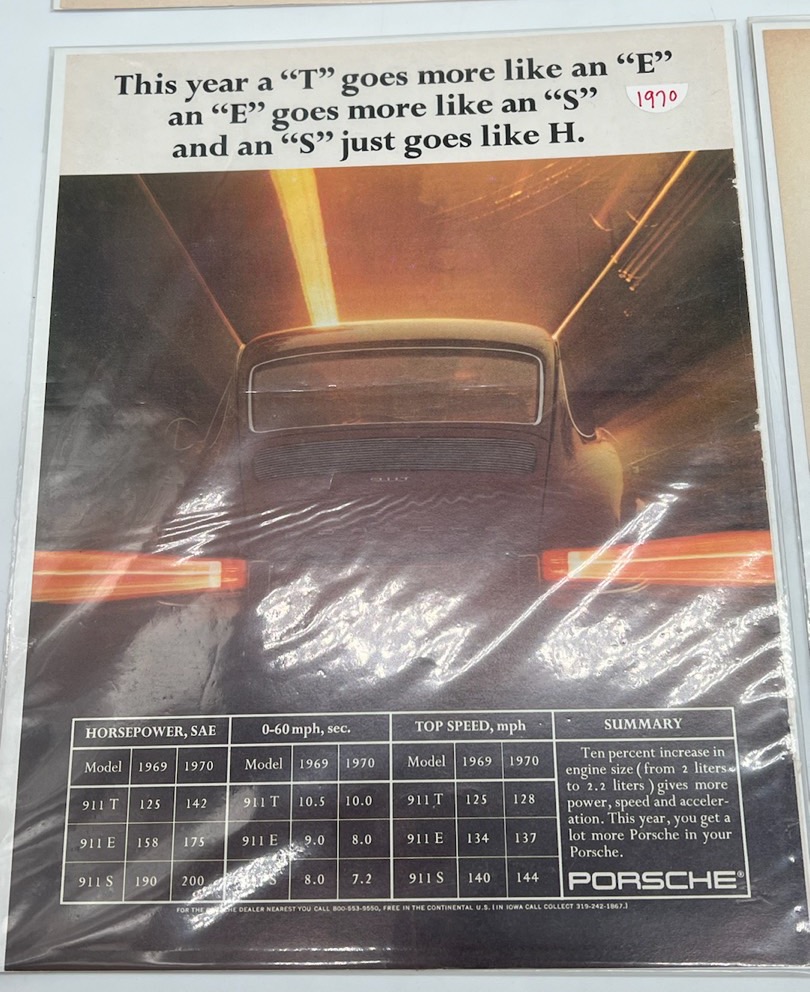 This year a “T” goes more like an “E”
an “E” goes more like an “S”
and an “S” just goes like H.
1970
911T
HORSEPOWER, SAE 0-60 mph, sec. TOP SPEED, mph SUMMARY
Model 1969 1970 Model 1969 1970 Model 1969 1970
911 T 125 142 911 T 10.5 10.0 911 T 125 128
911 E 158 175 911 E 9.0 8.0 911 E 134 137
911 S 190 200 S 8.0 7.2 911 S 140 144
Ten percent increase in
engine size (from 2 liters
to 2.2 liters) gives more
power, speed and acceler-
ation. This year, you get a
lot more Porsche in your
Porsche.
PORSCHE®
FOR THE DEALER NEAREST YOU CALL 800-553-9550, FREE IN THE CONTINENTAL U.S. [IN IOWA CALL COLLECT 319-242-1867.]